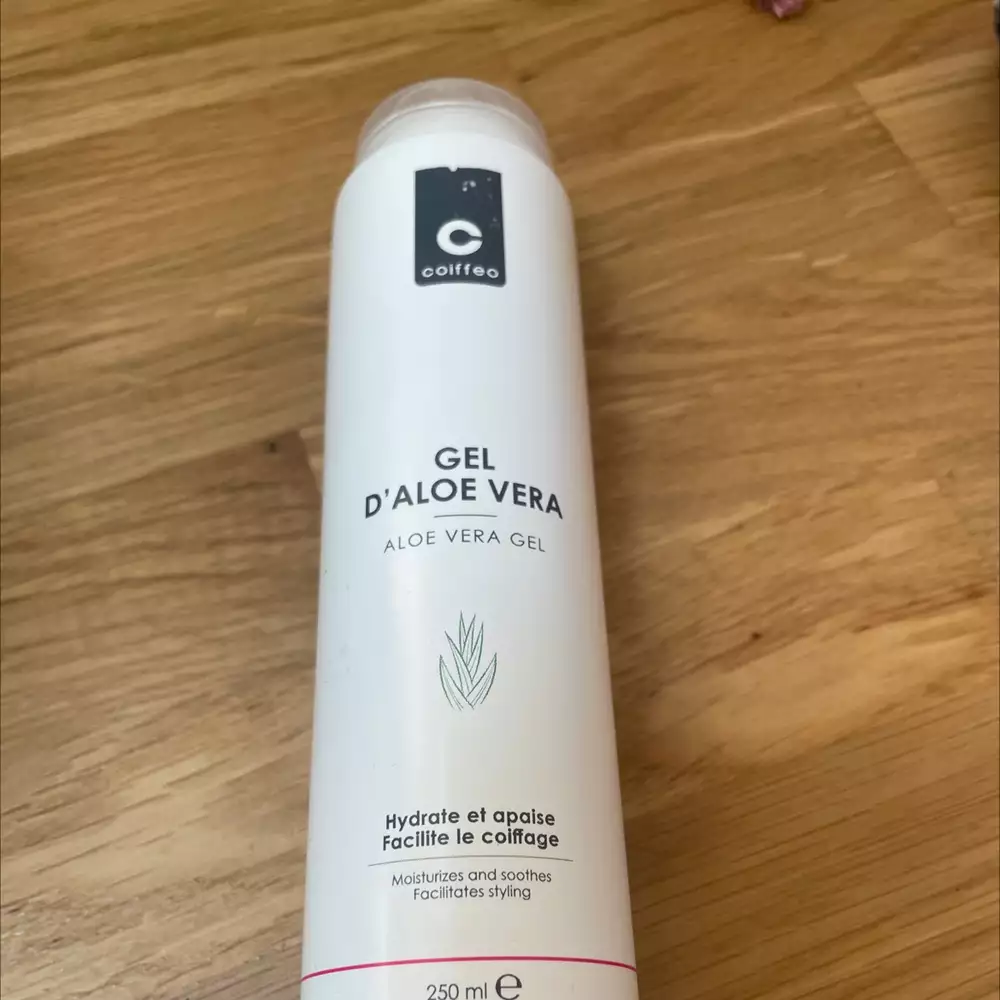 c
coiffeo
GEL
D'ALOE VERA
ALOE VERA GEL
Hydrate et apaise
Facilite le coiffage
Moisturizes and soothes
Facilitates styling
250 ml e